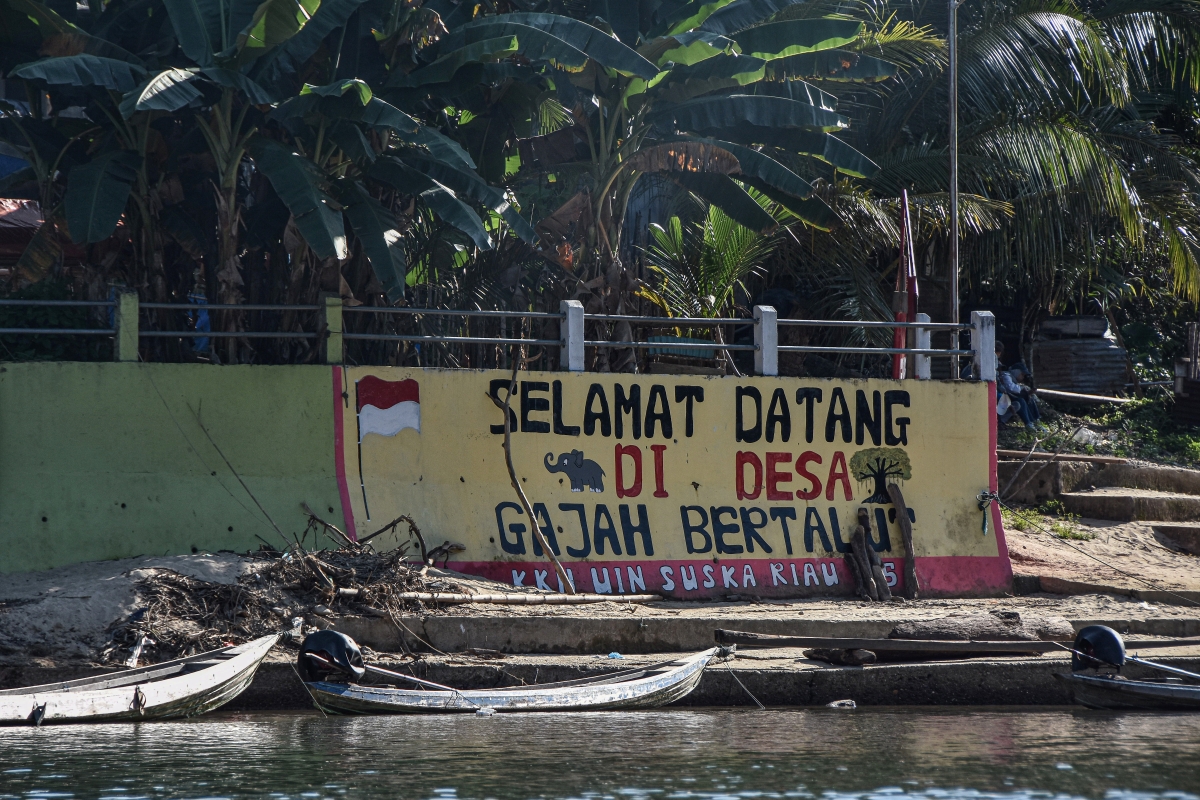 SELAMAT DATANG
DI DESA
GAJAH BERTALUT
KKN UIN SUSKA RIAU